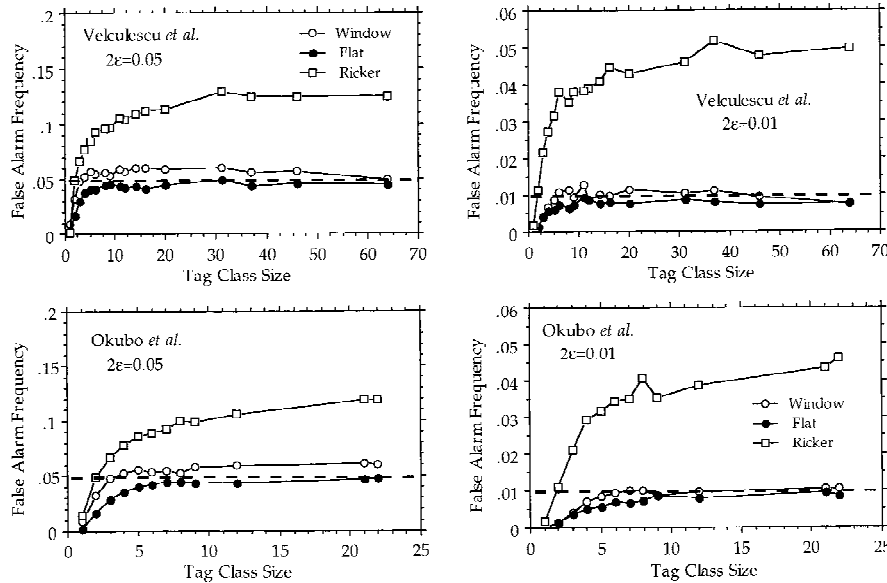 .2
.15
.1
.05
0
False Alarm Frequency
Velculescu et al.
2ε=0.05
Window
Flat
Ricker
0 10 20 30 40 50 60 70
Tag Class Size
.06
.05
.04
.03
.02
.010
0
False Alarm Frequency
Velculescu et al.
2ε=0.01
0 10 20 30 40 50 60 70
Tag Class Size
.2
.15
.1
.05
0
False Alarm Frequency
Okubo et al.
2ε=0.05
0 5 10 15 20 25
Tag Class Size
.06
.05
.04
.03
.02
.010
0
False Alarm Frequency
Okubo et al.
2ε=0.01
Window
Flat
Ricker
0 5 10 15 20
Tag Class Size